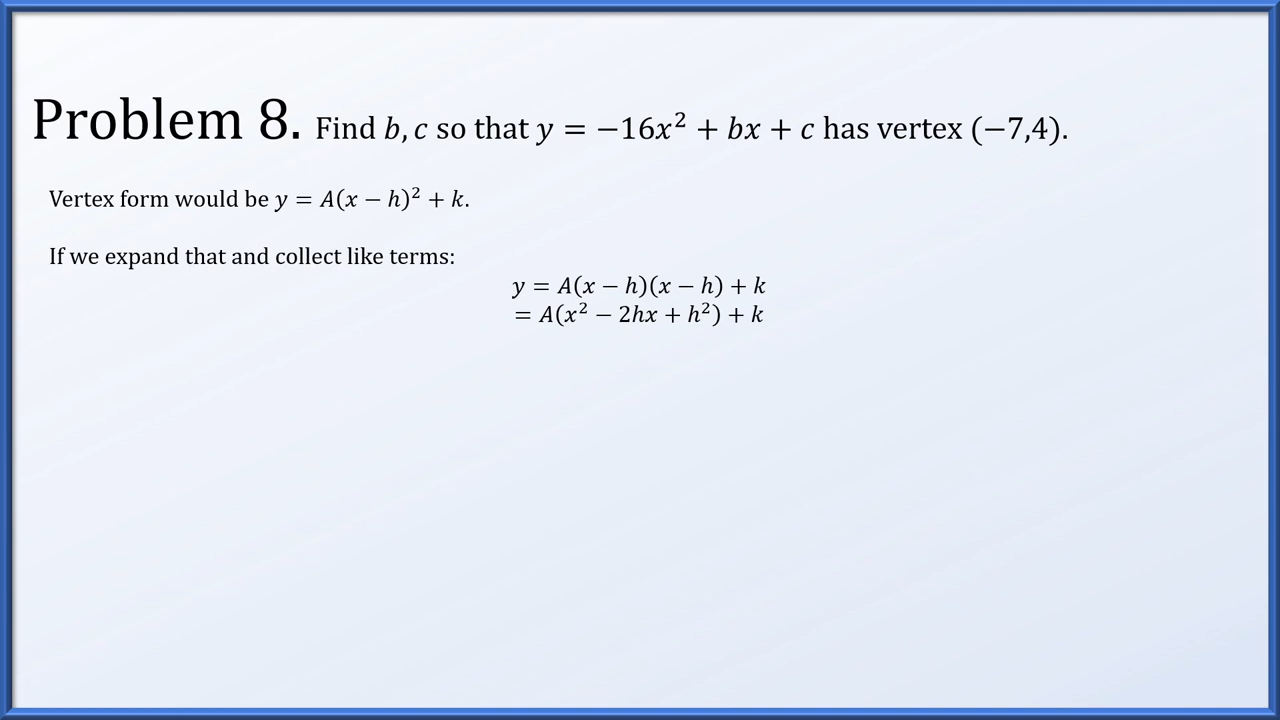 Problem 8. Find b, c so that y = −16x² + bx + c has vertex (−7,4).
Vertex form would be y = A(x − h)² + k.
If we expand that and collect like terms:
y = A(x − h)(x − h) + k
= A(x² − 2hx + h²) + k